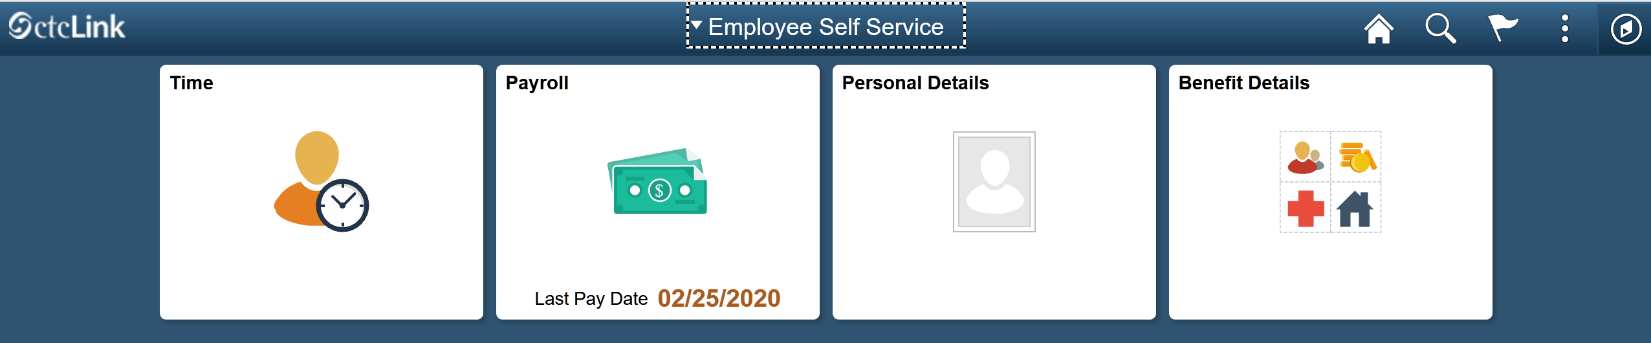 ctcLink
Employee Self Service
Time
Payroll
Personal Details
Benefit Details
$
Last Pay Date 02/25/2020